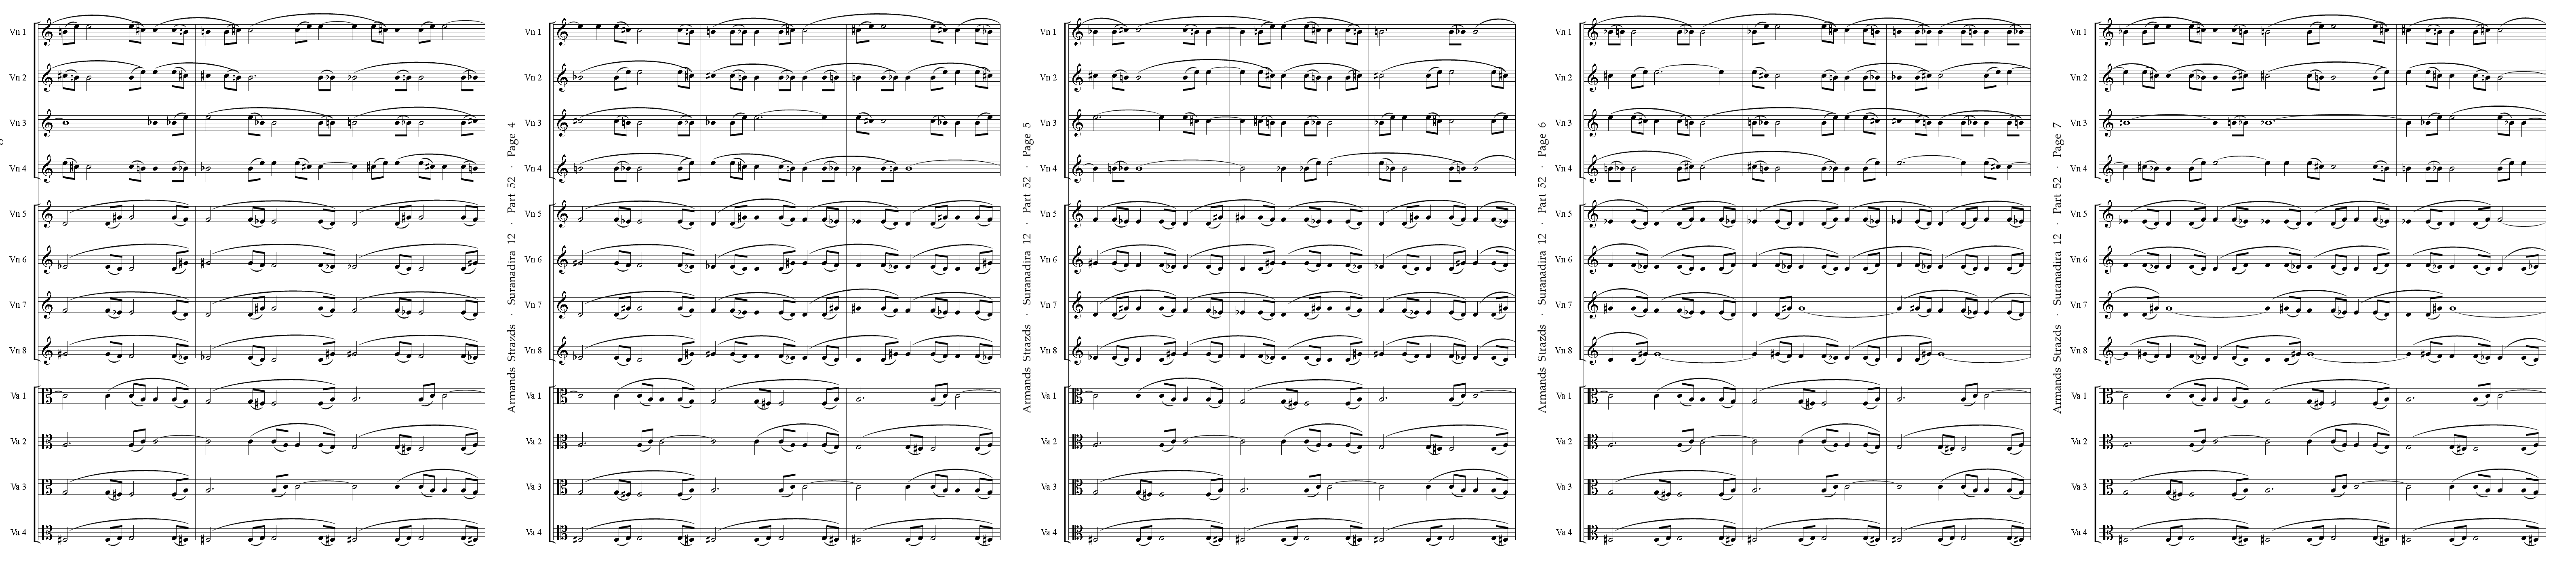 Vn 1
Vn 2
Vn 3
Vn 4
Vn 5
Vn 6
Vn 7
Vn 8
Va 1
Va 2
Va 3
Va 4
Armands Strazds · Suranadira 12 · Part 52 · Page 4
Vn 1
Vn 2
Vn 3
Vn 4
Vn 5
Vn 6
Vn 7
Vn 8
Va 1
Va 2
Va 3
Va 4
Armands Strazds · Suranadira 12 · Part 52 · Page 5
Vn 1
Vn 2
Vn 3
Vn 4
Vn 5
Vn 6
Vn 7
Vn 8
Va 1
Va 2
Va 3
Va 4
Armands Strazds · Suranadira 12 · Part 52 · Page 6
Vn 1
Vn 2
Vn 3
Vn 4
Vn 5
Vn 6
Vn 7
Vn 8
Va 1
Va 2
Va 3
Va 4
Armands Strazds · Suranadira 12 · Part 52 · Page 7
Vn 1
Vn 2
Vn 3
Vn 4
Vn 5
Vn 6
Vn 7
Vn 8
Va 1
Va 2
Va 3
Va 4